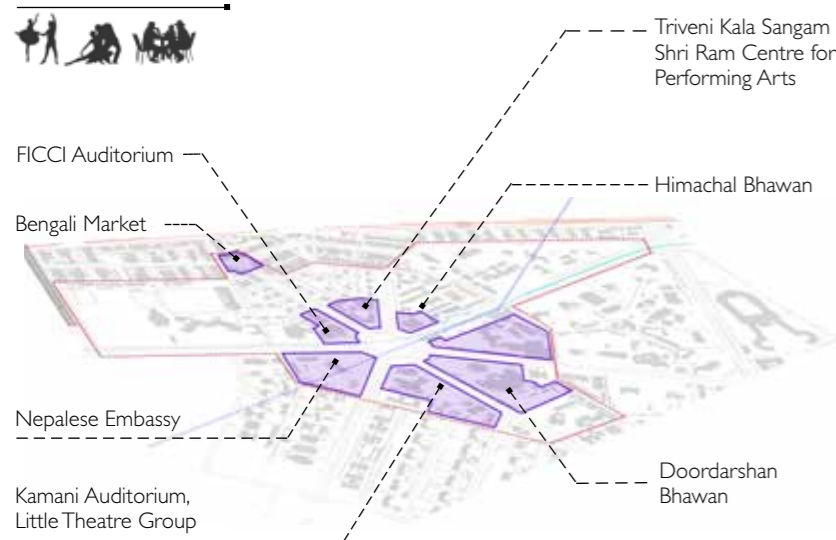 Triveni Kala Sangam
Shri Ram Centre for
Performing Arts
FICCI Auditorium
Himachal Bhawan
Bengali Market
Nepalese Embassy
Doordarshan
Bhawan
Kamani Auditorium,
Little Theatre Group